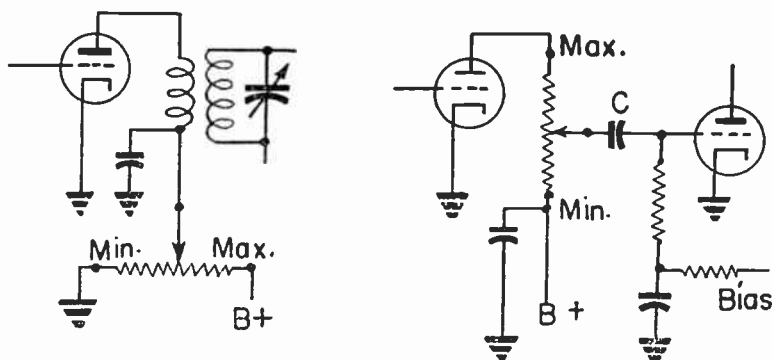 Min.
Max.
B+
Max.
C
Min.
B+
Bias